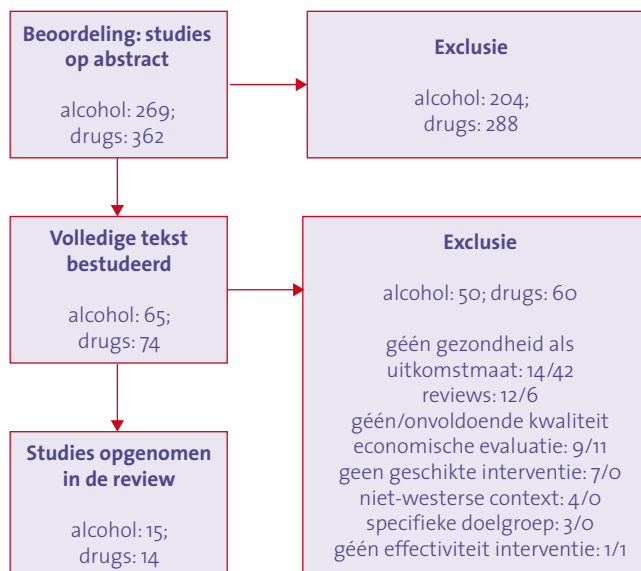 Beoordeling: studies
op abstract
alcohol: 269;
drugs: 362
Exclusie
alcohol: 204;
drugs: 288
Volledige tekst
bestudeerd
alcohol: 65;
drugs: 74
Exclusie
alcohol: 50; drugs: 60
géén gezondheid als
uitkomstmaat: 14/42
reviews: 12/6
géén/onvoldoende kwaliteit
economische evaluatie: 9/11
geen geschikte interventie: 7/0
niet-westerse context: 4/0
specifieke doelgroep: 3/0
géén effectiviteit interventie: 1/1
Studies opgenomen
in de review
alcohol: 15;
drugs: 14